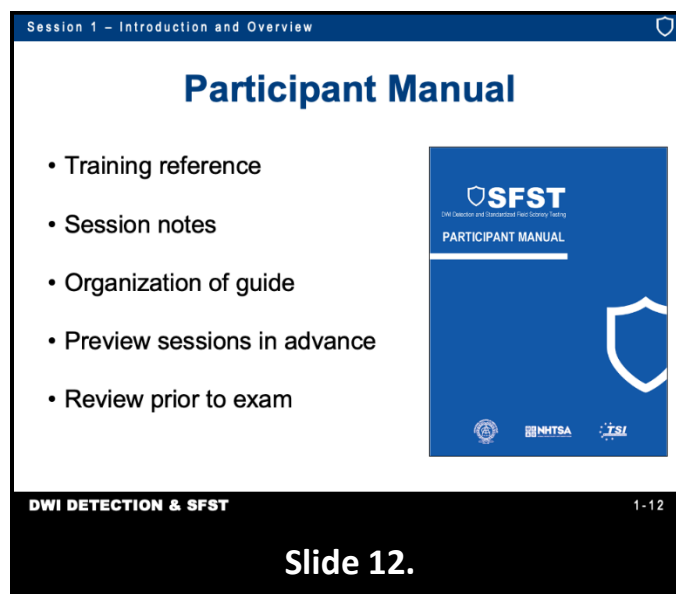 Session 1 – Introduction and Overview
Participant Manual
• Training reference
• Session notes
• Organization of guide
• Preview sessions in advance
• Review prior to exam
SFST
DWI Detection and Standardized Field Sobriety Testing
PARTICIPANT MANUAL
NHTSA
TSI
DWI DETECTION & SFST
1-12
Slide 12.